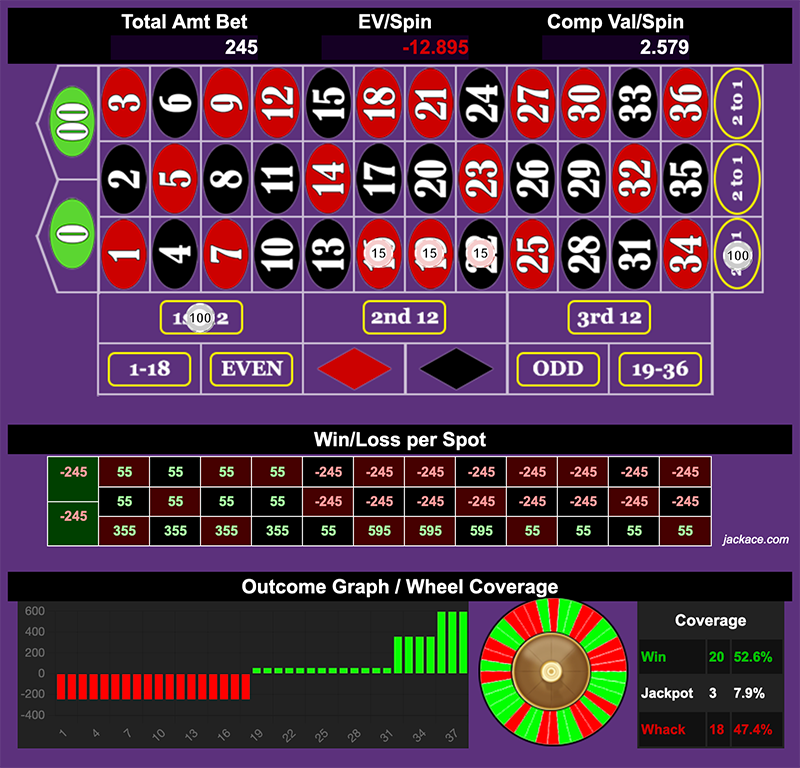 Total Amt Bet EV/Spin Comp Val/Spin
245 -12.895 2.579
00 3 6 9 12 15 18 21 24 27 30 33 36 2 to 1
2 5 8 11 14 17 20 23 26 29 32 35 2 to 1
0 1 4 7 10 13 15 15 15 25 28 31 34 100
100 2nd 12 3rd 12
1-18 EVEN ODD 19-36
Win/Loss per Spot
-245 55 55 55 55 -245 -245 -245 -245 -245 -245 -245 -245
55 55 55 55 -245 -245 -245 -245 -245 -245 -245 -245
-245 355 355 355 355 55 595 595 595 55 55 55 55
jackace.com
Outcome Graph / Wheel Coverage
600
400
200
0
-200
-400
1 4 7 10 13 16 19 22 25 28 31 34 37
Coverage
Win 20 52.6%
Jackpot 3 7.9%
Whack 18 47.4%